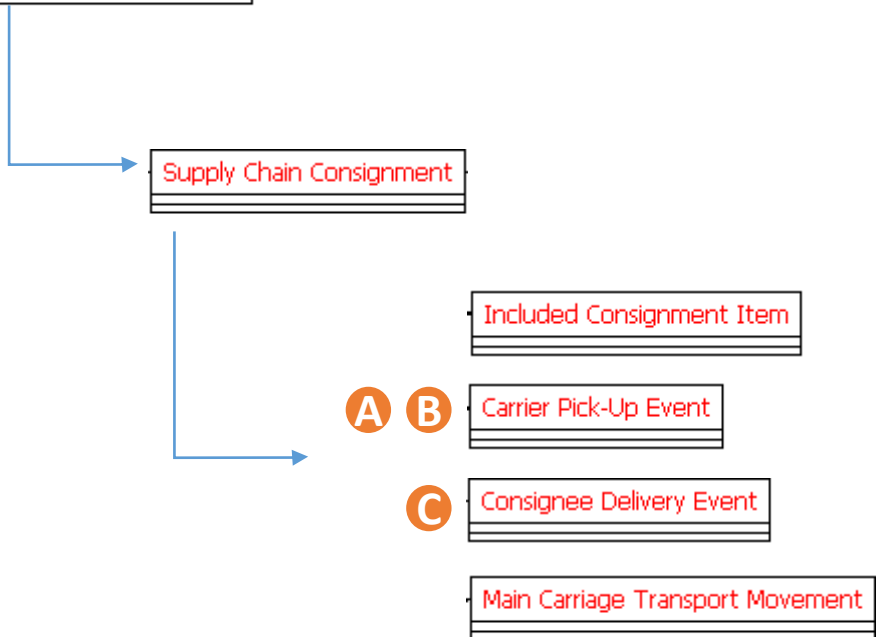 Supply Chain Consignment
Included Consignment Item
A B Carrier Pick-Up Event
C Consignee Delivery Event
Main Carriage Transport Movement